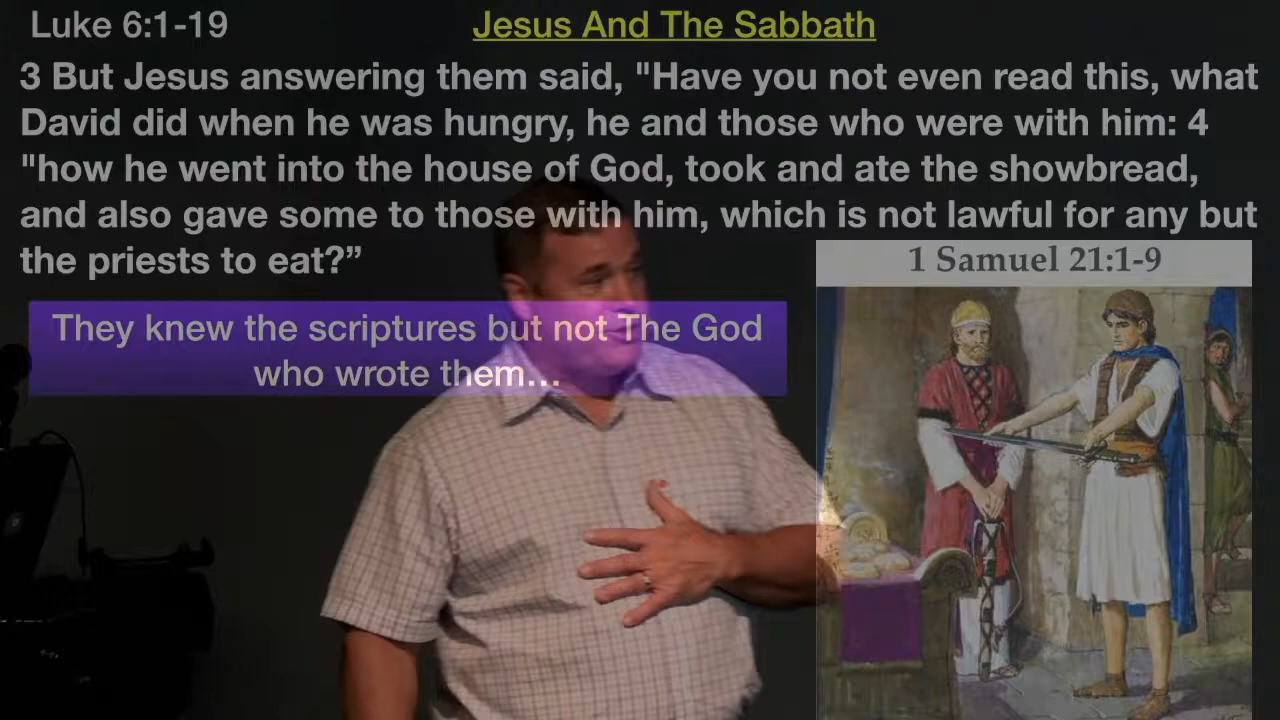 Luke 6:1-19
Jesus And The Sabbath
3 But Jesus answering them said, "Have you not even read this, what
David did when he was hungry, he and those who were with him: 4
"how he went into the house of God, took and ate the showbread,
and also gave some to those with him, which is not lawful for any but
the priests to eat?”
1 Samuel 21:1-9
They knew the scriptures but not The God
who wrote them…